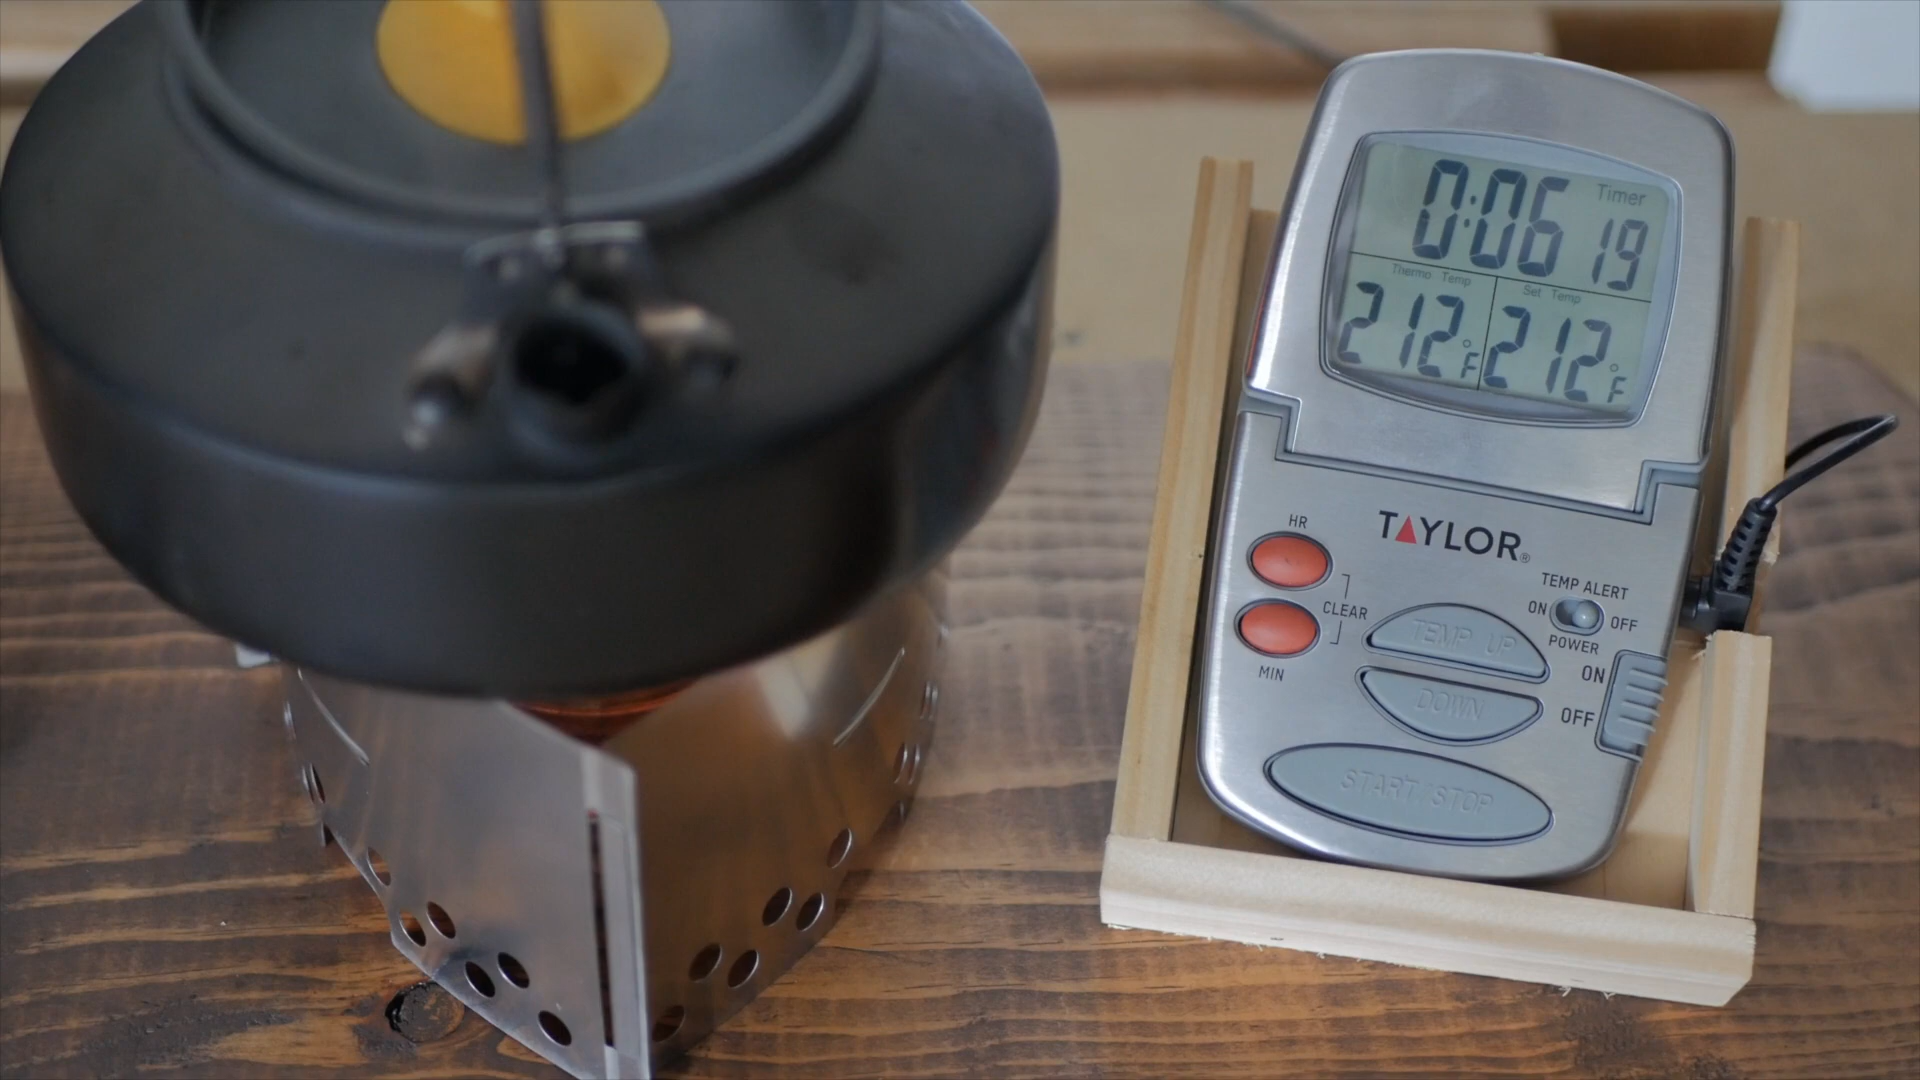 Timer
0:06 19
Thermo Temp
Set Temp
212°F
212°F
TAYLOR®
HR
CLEAR
MIN
TEMP UP
DOWN
START/STOP
TEMP ALERT
ON
OFF
POWER
ON
OFF